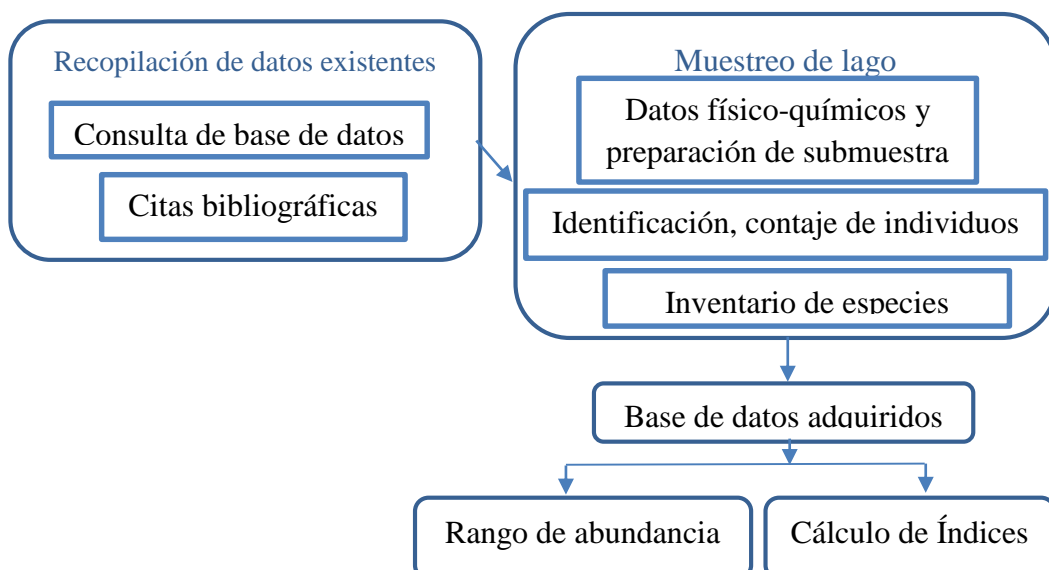 Recopilación de datos existentes
Consulta de base de datos
Citas bibliográficas
Muestreo de lago
Datos físico-químicos y
preparación de submuestra
Identificación, contaje de individuos
Inventario de especies
Base de datos adquiridos
Rango de abundancia
Cálculo de Índices